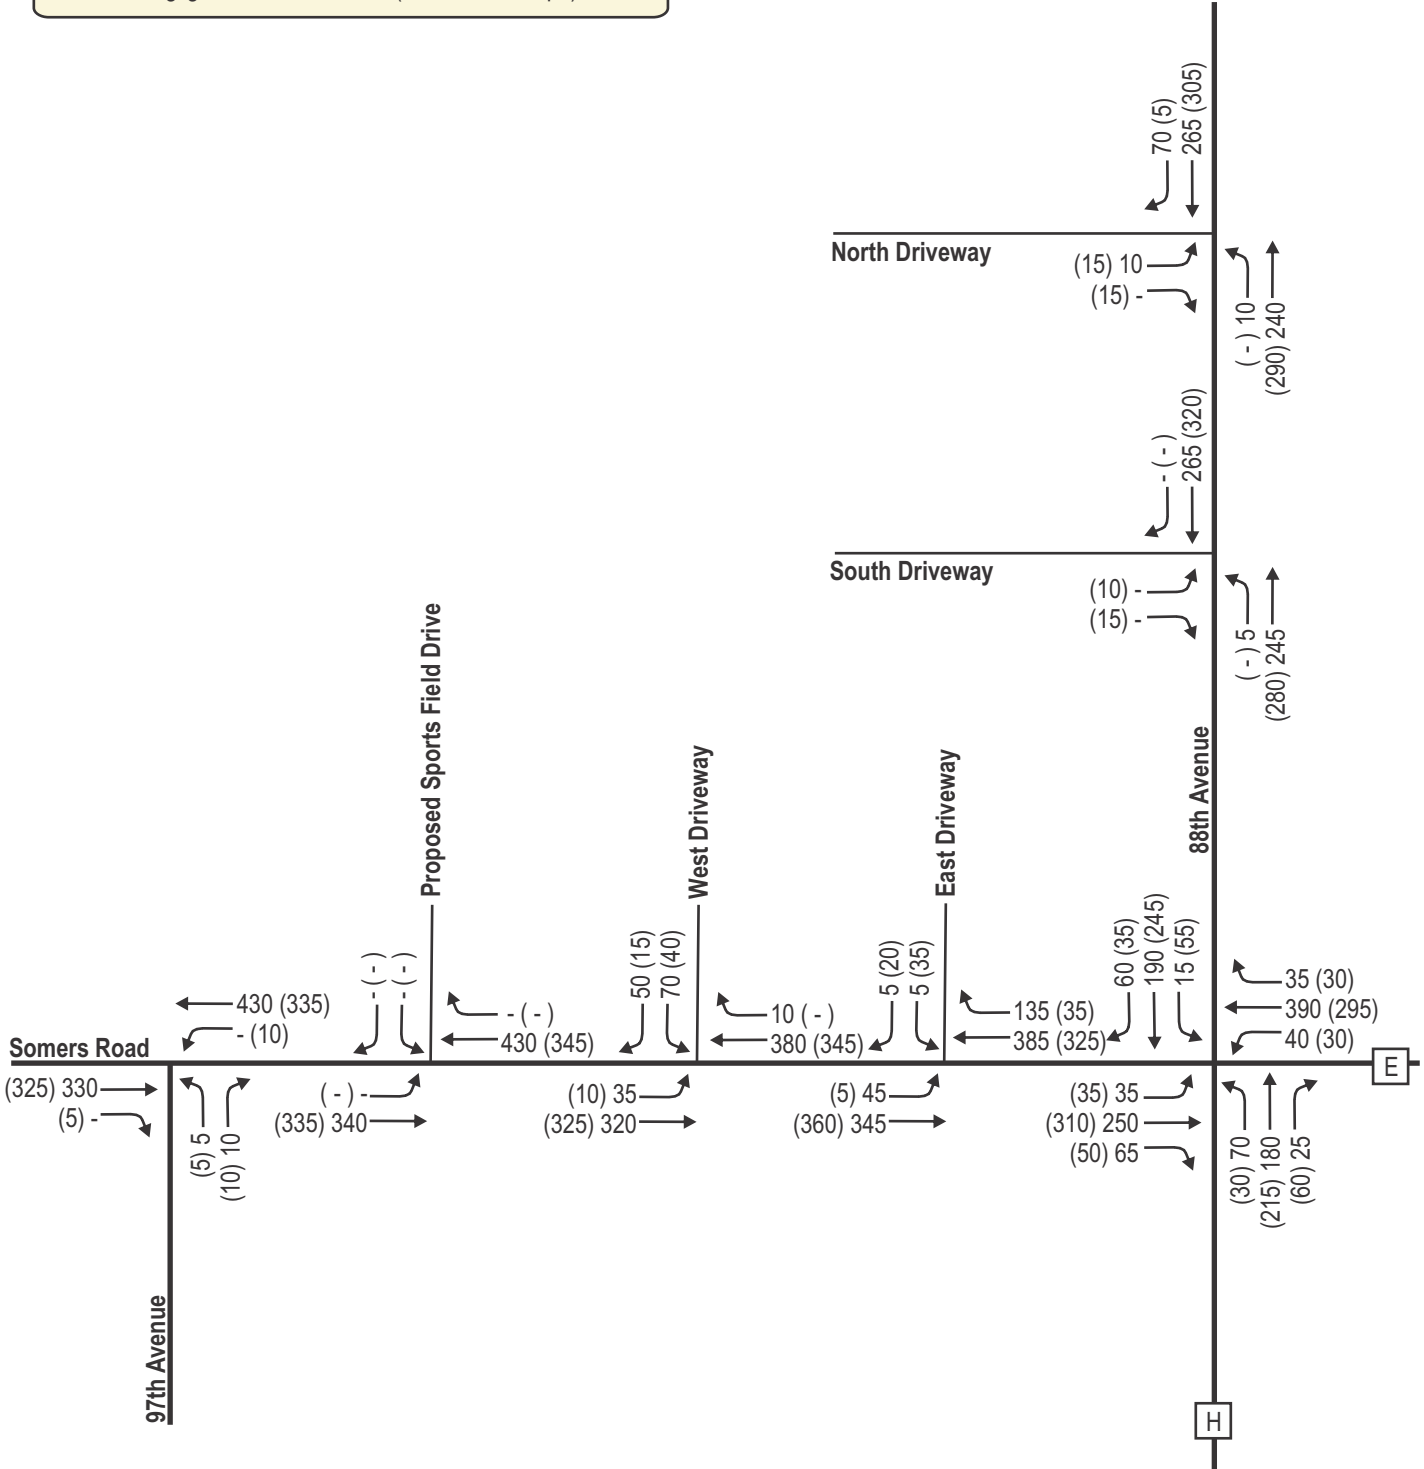 70 (5)
265 (305)
North Driveway
(15) 10
(15) -
( - ) 10
(290) 240
- ( - )
265 (320)
South Driveway
(10) -
(15) -
( - ) 5
(280) 245
Proposed Sports Field Drive
West Driveway
East Driveway
88th Avenue
430 (335)
- (10)
- ( - )
- ( - )
- ( - )
430 (345)
50 (15)
70 (40)
10 ( - )
380 (345)
5 (20)
5 (35)
135 (35)
385 (325)
60 (35)
190 (245)
15 (55)
35 (30)
390 (295)
40 (30)
Somers Road
E
(325) 330
(5) -
(5) 5
(10) 10
( - ) -
(335) 340
(10) 35
(325) 320
(5) 45
(360) 345
(35) 35
(310) 250
(50) 65
(30) 70
(215) 180
(60) 25
97th Avenue
H